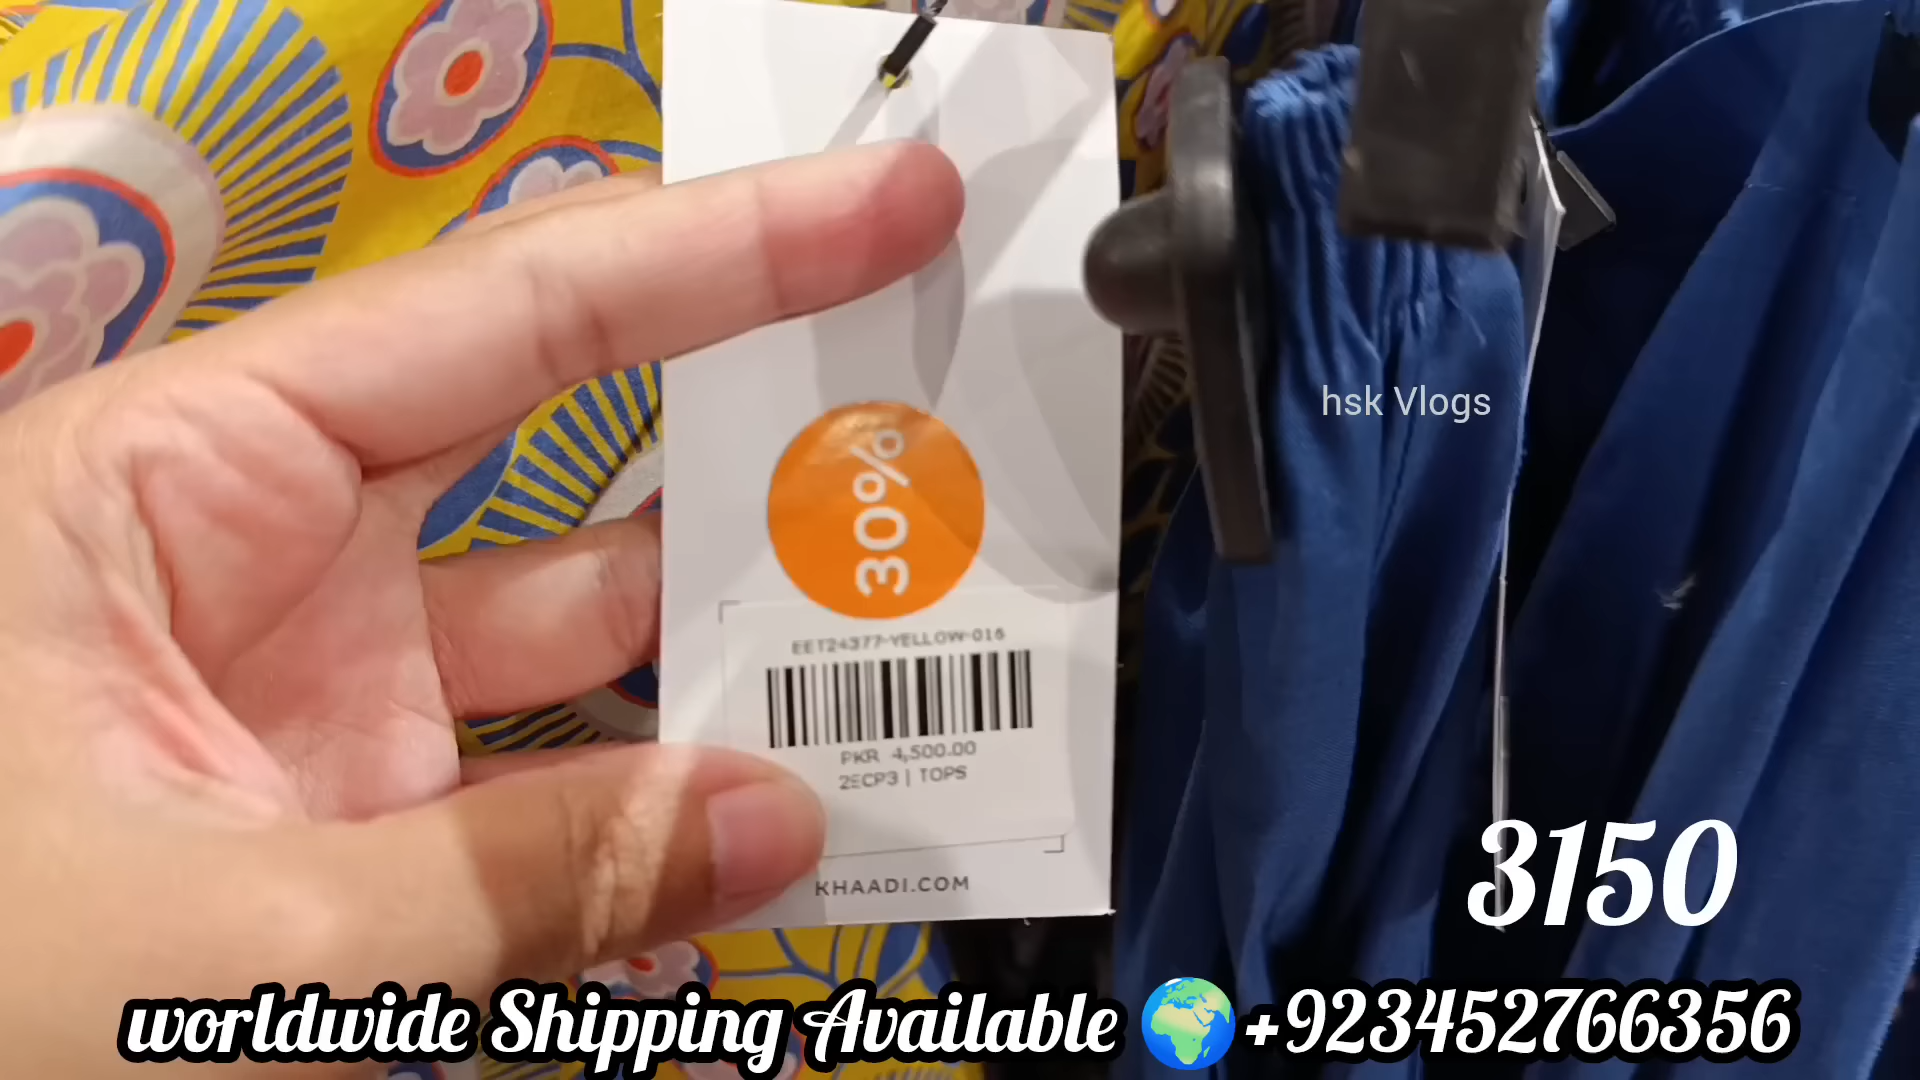 30%
EET24377-YELLOW-016
PKR 4,500.00
2ECP3 | TOPS
KHAADI.COM
hsk Vlogs
3150
worldwide Shipping Available 🌍 +923452766356